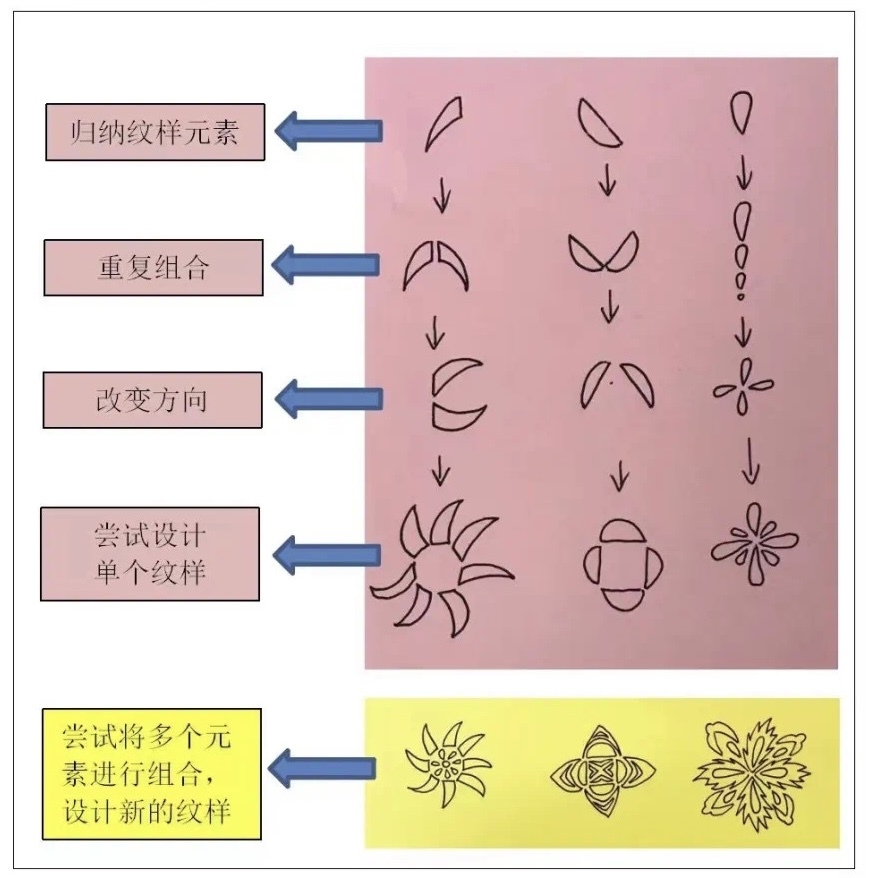 归纳纹样元素
重复组合
改变方向
尝试设计
单个纹样
尝试将多个元
素进行组合，
设计新的纹样